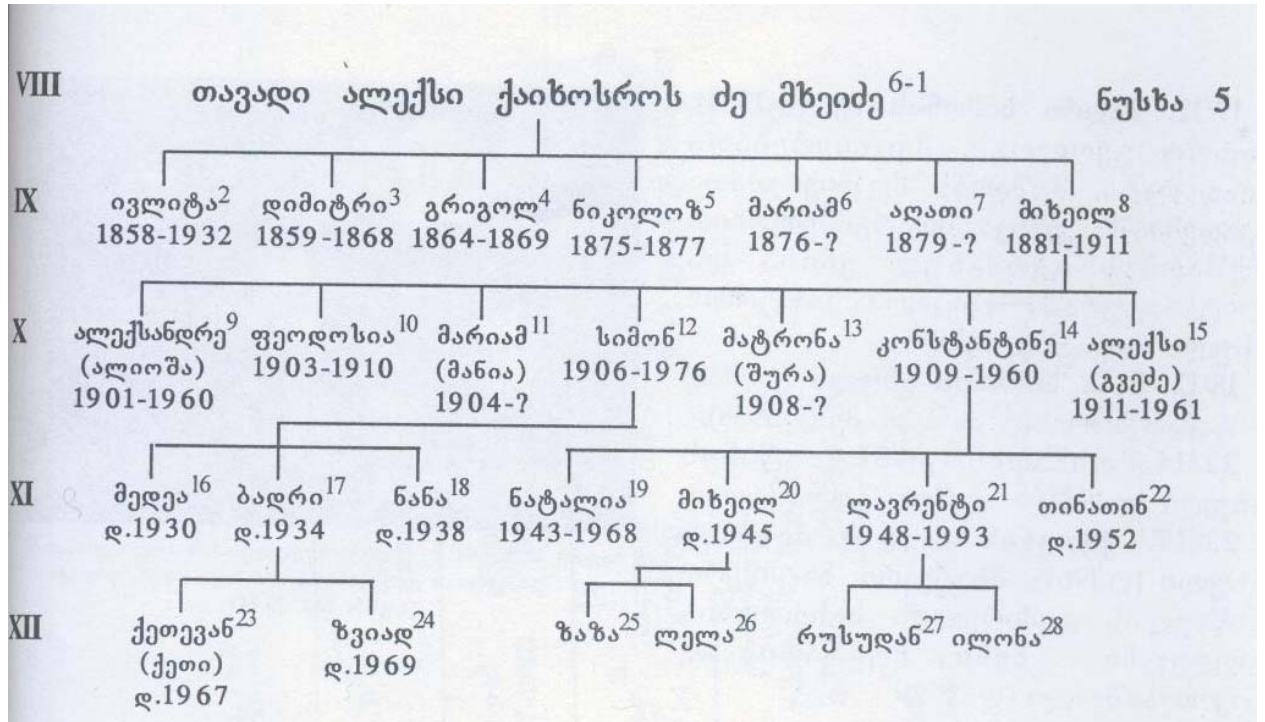 VIII თავადი ალექსი ქაიხოსროს ძე მხეიძე6-1 ნუსხა 5
IX ივლიტა2 დიმიტრი3 გრიგოლ4 ნიკოლოზ5 მარიამ6 აღათი7 მიხეილ8
1858-1932 1859-1868 1864-1869 1875-1877 1876-? 1879-? 1881-1911
X ალექსანდრე9 ფეოდოსია10 მარიამ11 სიმონ12 მატრონა13 კონსტანტინე14 ალექსი15
(ალიოშა) 1903-1910 (მანია) 1906-1976 (შურა) 1909-1960 (გვეძე)
1901-1960 1904-? 1908-? 1911-1961
XI მედეა16 ბადრი17 ნანა18 ნატალია19 მიხეილ20 ლავრენტი21 თინათინ22
დ.1930 დ.1934 დ.1938 1943-1968 დ.1945 1948-1993 დ.1952
XII ქეთევან23 ზვიად24 ზაზა25 ლელა26 რუსუდან27 ილონა28
(ქეთი) დ.1969
დ.1967